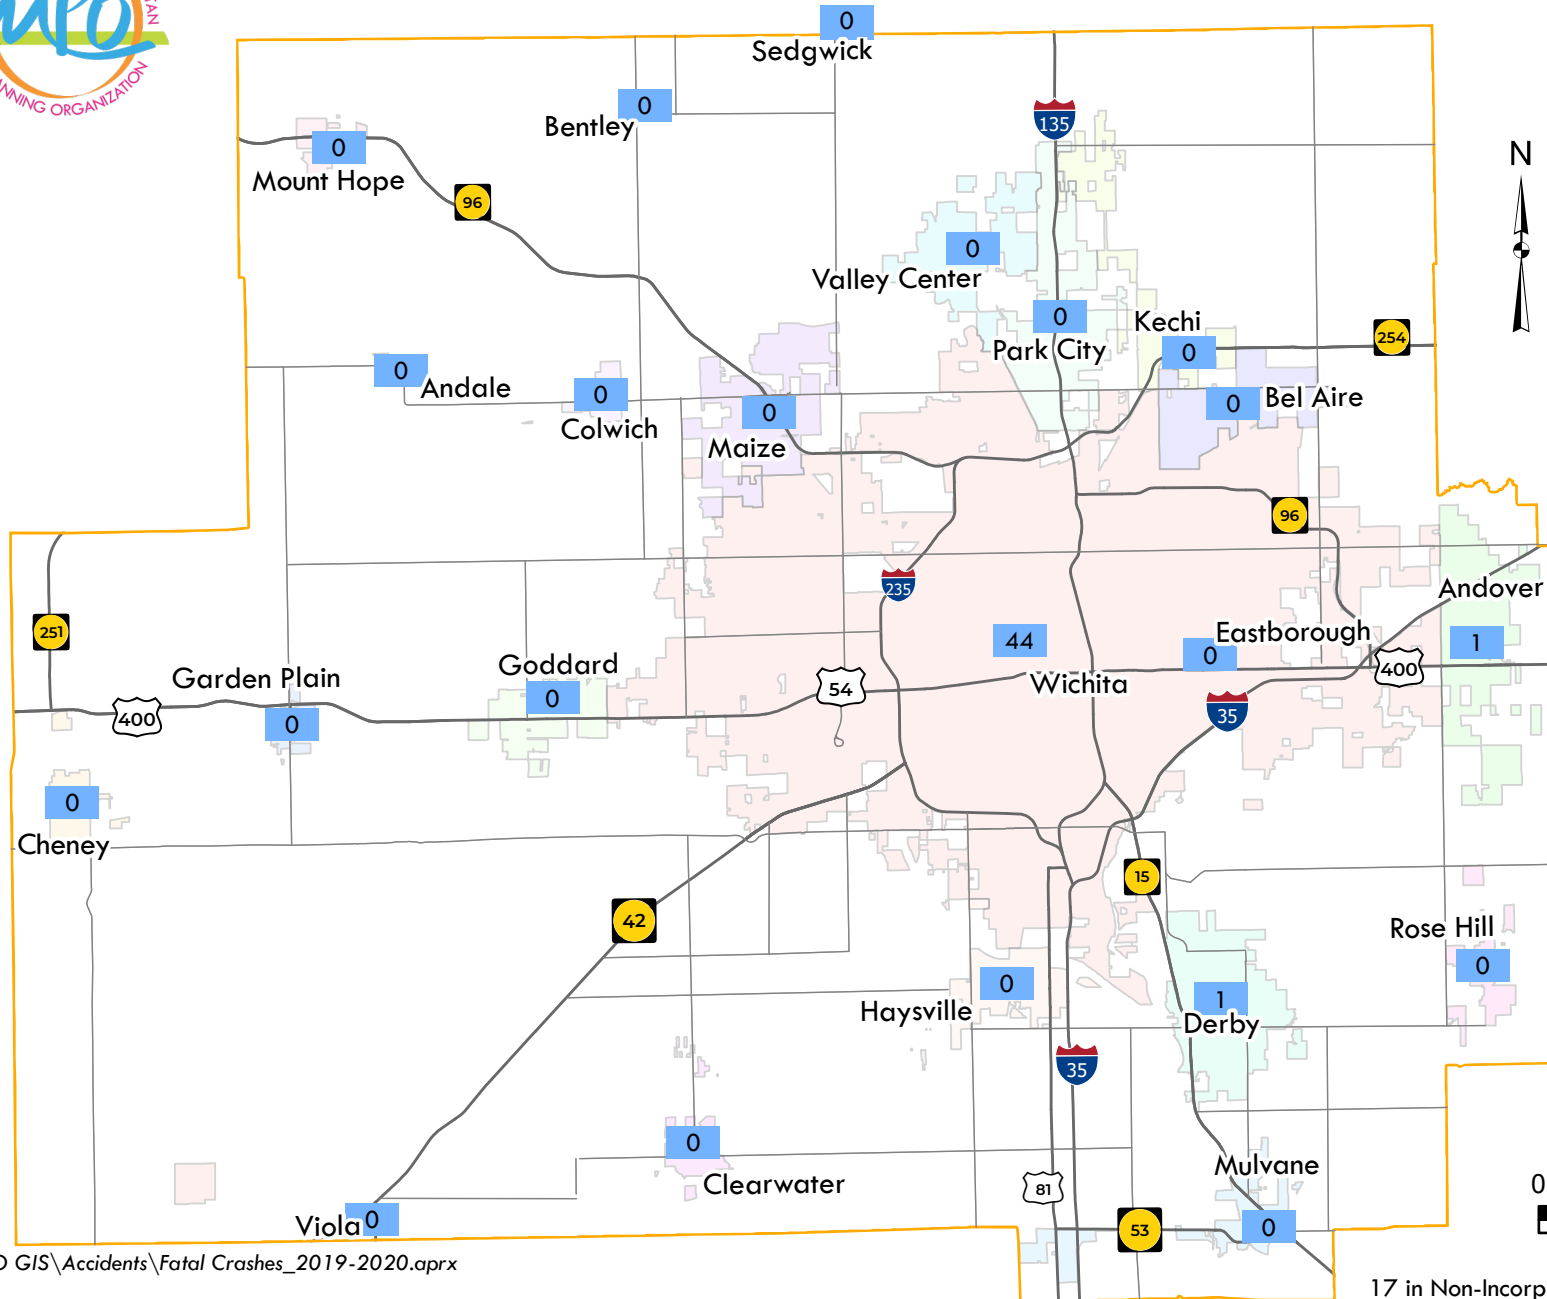 MPO
NNING ORGANIZATION
0
Sedgwick
0
Bentley
135
0
Mount Hope
N
96
0
Valley Center
0
Park City
Kechi
0
254
0
Andale
0
Colwich
0
Maize
0
Bel Aire
96
235
Andover
1
251
44
Wichita
Eastborough
0
400
Goddard
0
Garden Plain
0
400
54
35
0
Cheney
15
42
Rose Hill
0
0
Haysville
1
Derby
35
0
Clearwater
81
Mulvane
0
53
Viola
0
0
O GIS\Accidents\Fatal Crashes_2019-2020.aprx
17 in Non-Incorp